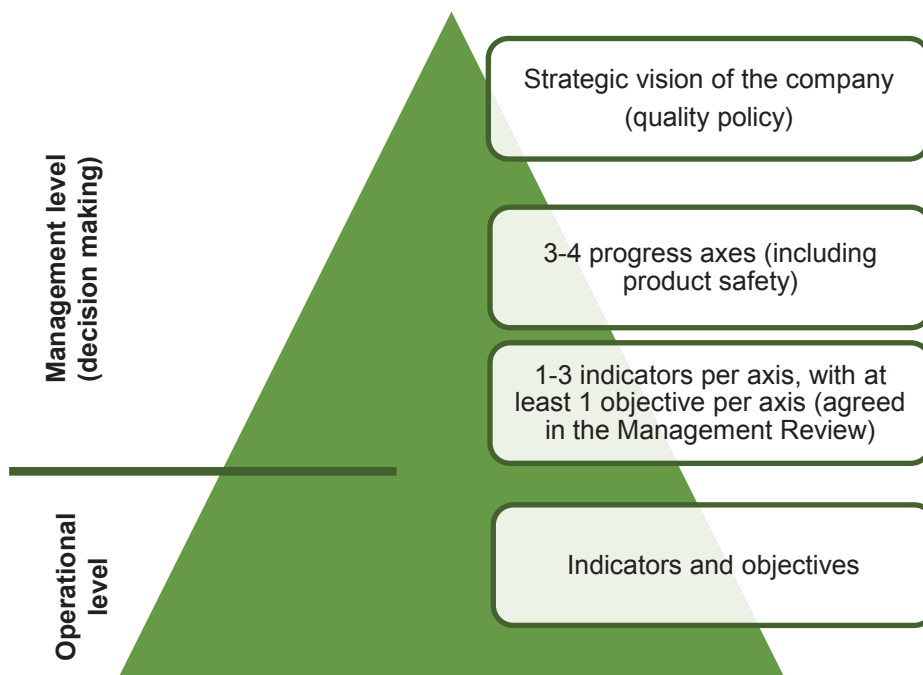 Management level
(decision making)
Strategic vision of the company
(quality policy)
3-4 progress axes (including
product safety)
1-3 indicators per axis, with at
least 1 objective per axis (agreed
in the Management Review)
Operational
level
Indicators and objectives